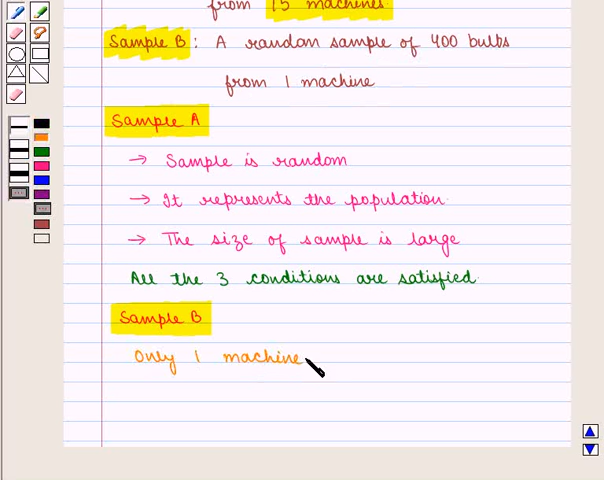 from 15 machines
Sample B: A random sample of 400 bulbs
from 1 machine
Sample A
→ Sample is random
→ It represents the population.
→ The size of sample is large
All the 3 conditions are satisfied.
Sample B
Only 1 machine